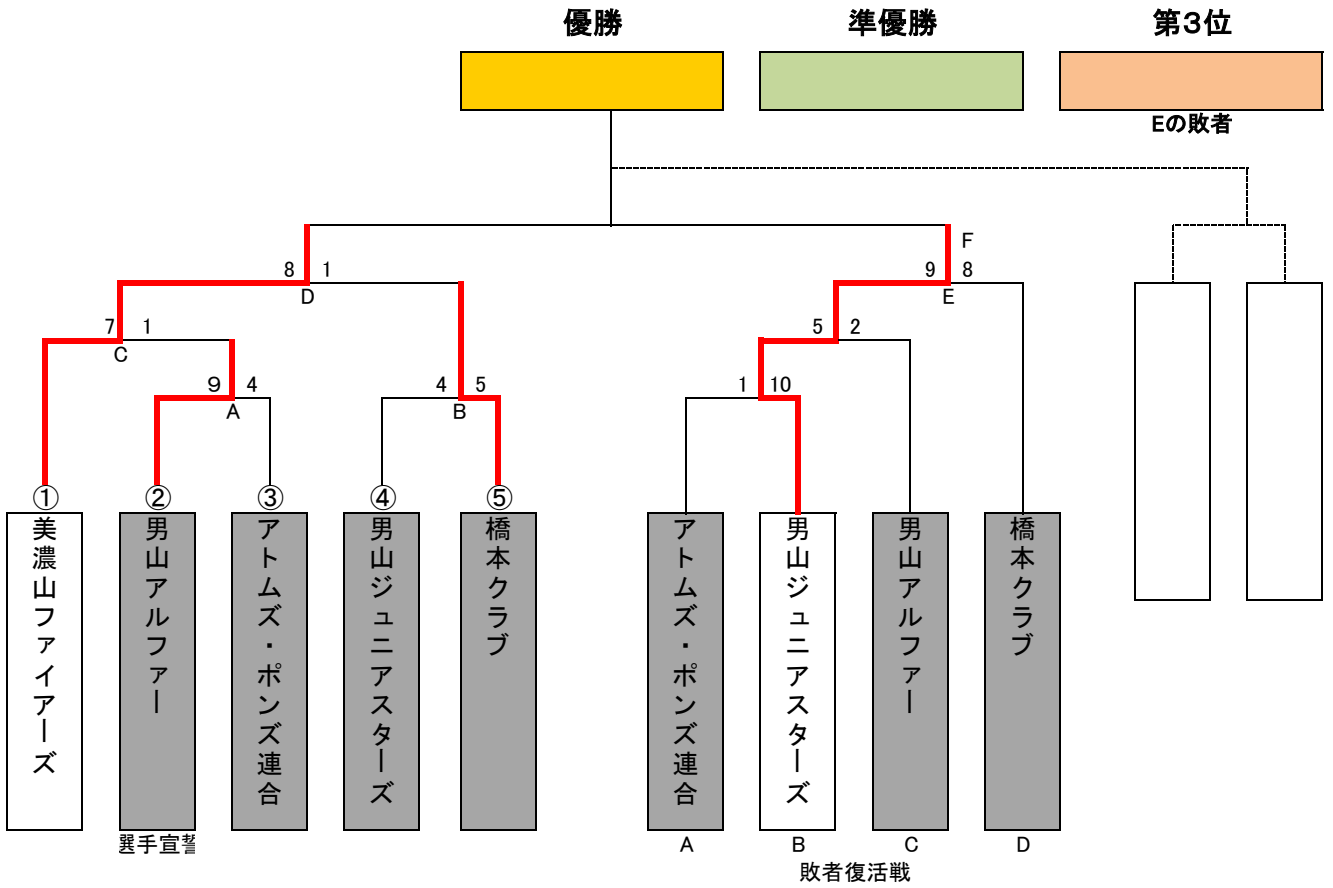 優勝 準優勝 第3位
Eの敗者
F
8 1 9 8
D E
7 1 5 2
C
9 4 4 5 1 10
A B
① ② ③ ④ ⑤
美濃山ファイアーズ
男山アルファー
アトムズ・ポンズ連合
男山ジュニアスターズ
橋本クラブ
アトムズ・ポンズ連合
男山ジュニアスターズ
男山アルファー
橋本クラブ
選手宣誓 A B C D
敗者復活戦